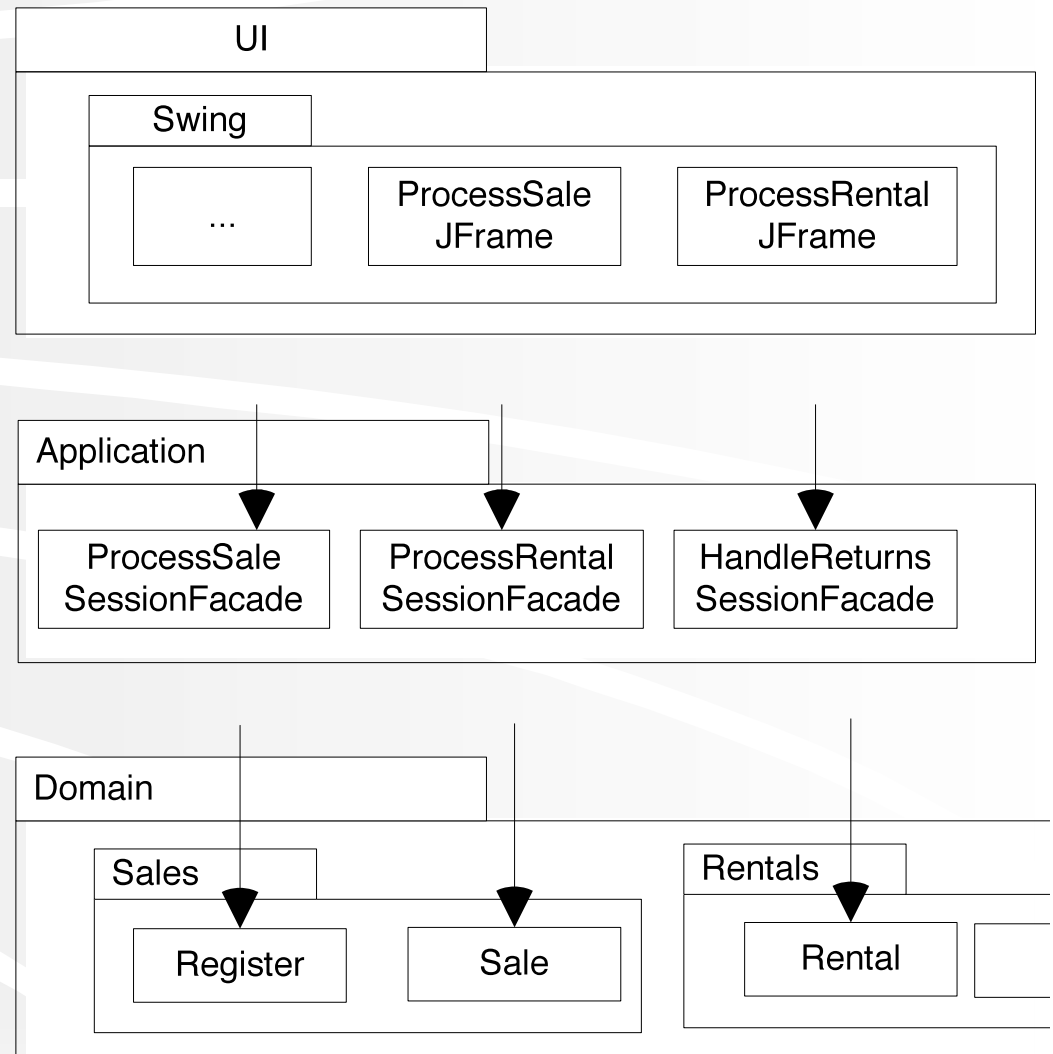 UI
Swing
...
ProcessSale
JFrame
ProcessRental
JFrame
Application
ProcessSale
SessionFacade
ProcessRental
SessionFacade
HandleReturns
SessionFacade
Domain
Sales
Register
Sale
Rentals
Rental